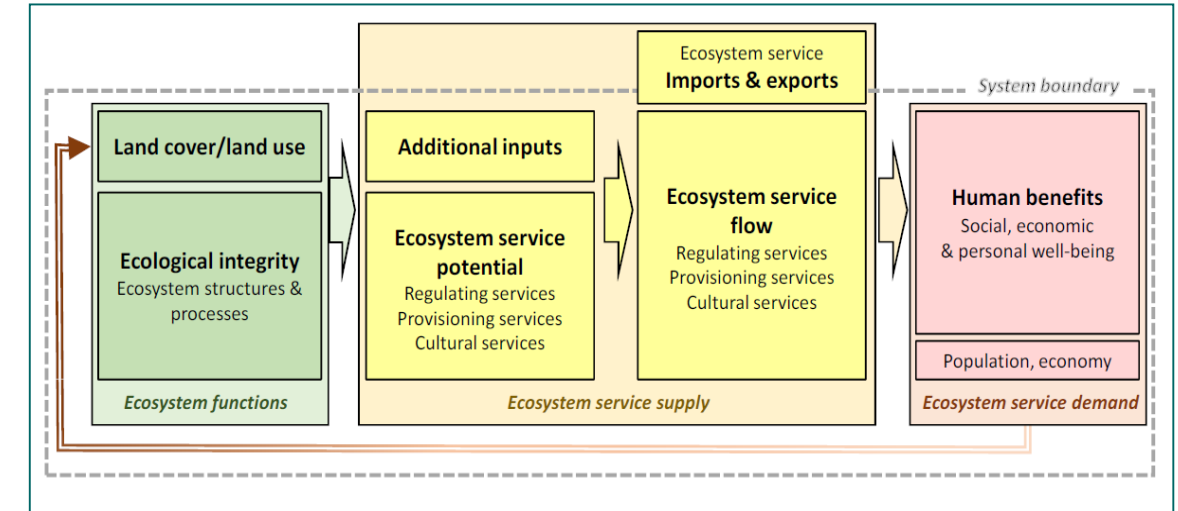 Ecosystem service
Imports & exports
System boundary
Land cover/land use
Ecological integrity
Ecosystem structures &
processes
Ecosystem functions
Additional inputs
Ecosystem service
potential
Regulating services
Provisioning services
Cultural services
Ecosystem service
flow
Regulating services
Provisioning services
Cultural services
Ecosystem service supply
Human benefits
Social, economic
& personal well-being
Population, economy
Ecosystem service demand